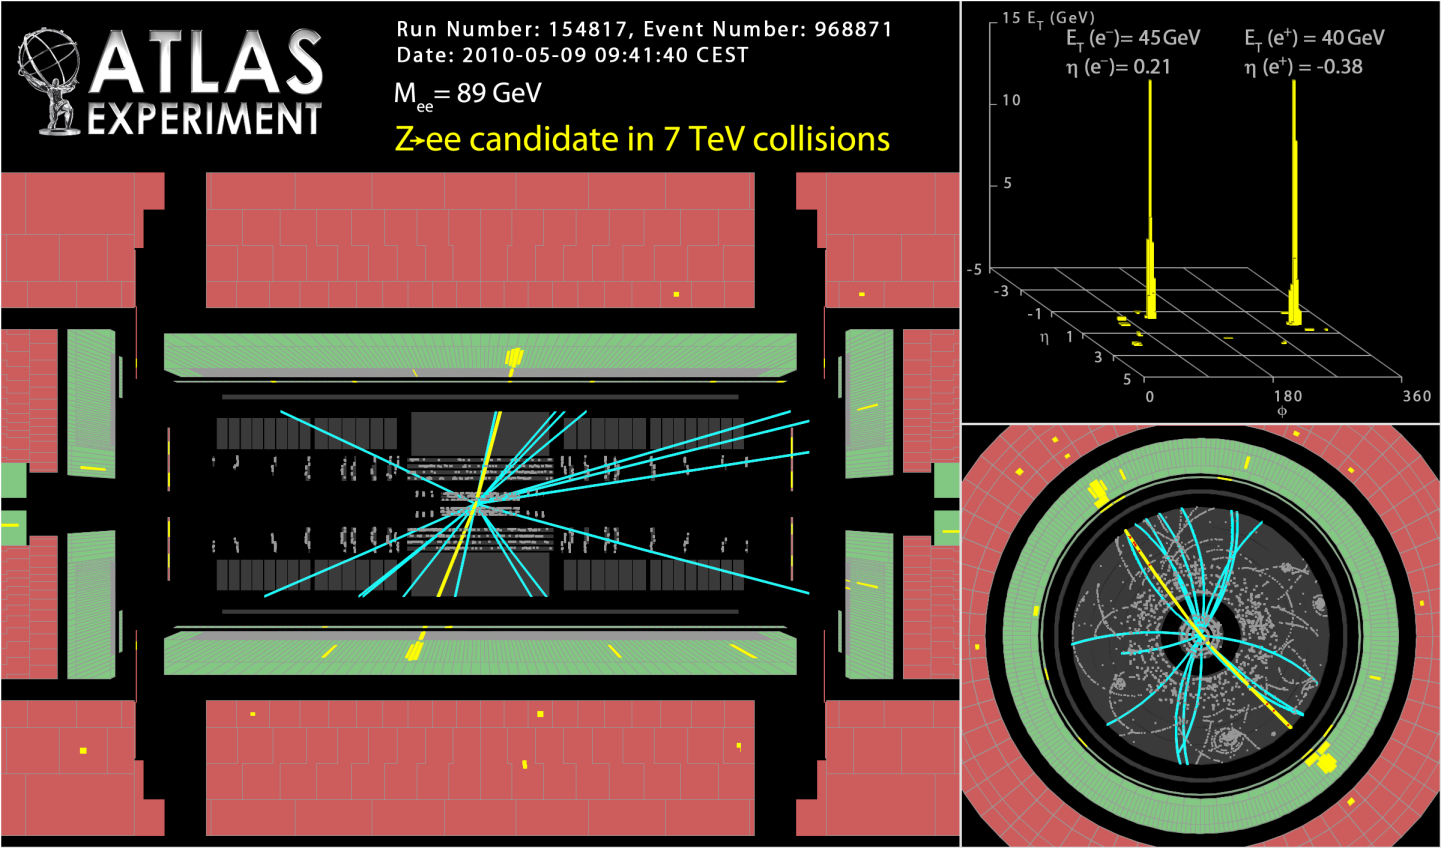 ATLAS
EXPERIMENT
Run Number: 154817, Event Number: 968871
Date: 2010-05-09 09:41:40 CEST
Mee= 89 GeV
Z→ee candidate in 7 TeV collisions
15 ET (GeV)
ET (e−)= 45 GeV
η (e−)= 0.21
ET (e+) = 40 GeV
η (e+) = -0.38
10
5
-5
-3
-1
η
1
3
5
0
180
360
ϕ